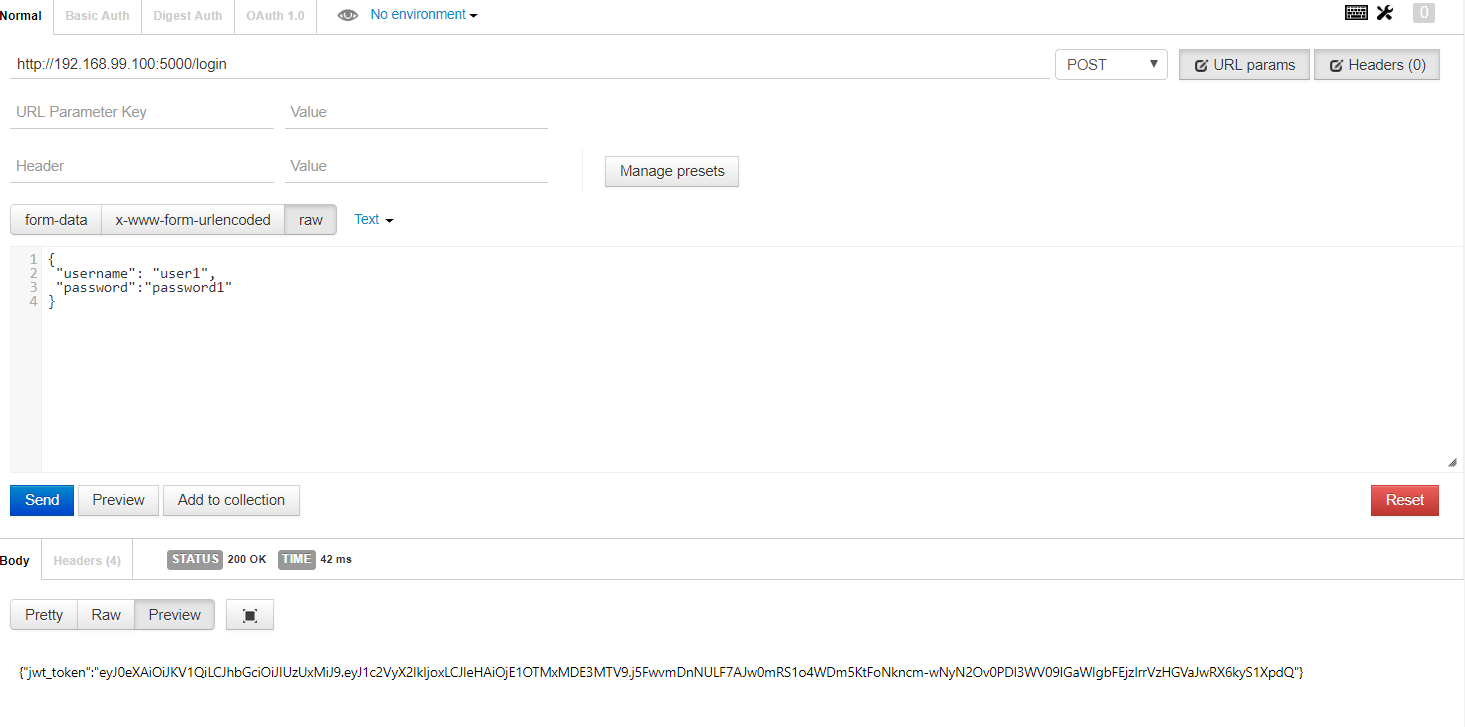 Normal Basic Auth Digest Auth OAuth 1.0 No environment 0
http://192.168.99.100:5000/login POST URL params Headers (0)
URL Parameter Key Value
Header Value Manage presets
form-data x-www-form-urlencoded raw Text
1 {
2 "username": "user1",
3 "password":"password1"
4 }
Send Preview Add to collection Reset
Body Headers (4) STATUS 200 OK TIME 42 ms
Pretty Raw Preview
{"jwt_token":"eyJ0eXAiOiJKV1QiLCJhbGciOiJIUzUxMiJ9.eyJ1c2VyX2lkIjoxLCJleHAiOjE1OTMxMDE3MTV9.j5FwvmDnNULF7AJw0mRS1o4WDm5KtFoNkncm-wNyN2Ov0PDI3WV09IGaWlgbFEjzIrrVzHGVaJwRX6kyS1XpdQ"}